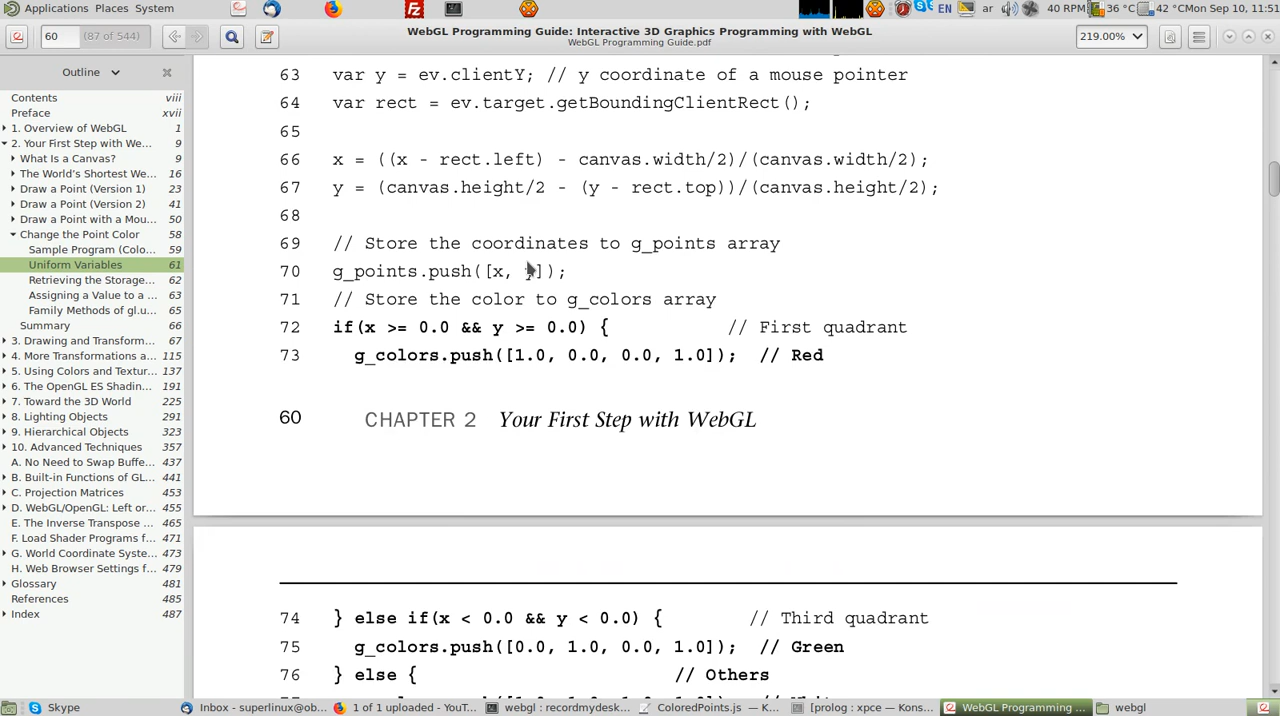 Applications Places System
EN
ar
40 RPM
36 °C
42 °C
Mon Sep 10, 11:51
60
(87 of 544)
WebGL Programming Guide: Interactive 3D Graphics Programming with WebGL
WebGL Programming Guide.pdf
219.00%
Outline
Contents viii
Preface xvii
1. Overview of WebGL 1
2. Your First Step with We... 9
What Is a Canvas? 9
The World's Shortest We... 16
Draw a Point (Version 1) 23
Draw a Point (Version 2) 41
Draw a Point with a Mou... 50
Change the Point Color 58
Sample Program (Colo... 59
Uniform Variables 61
Retrieving the Storage... 62
Assigning a Value to a ... 63
Family Methods of gl.u... 65
Summary 66
3. Drawing and Transform... 67
4. More Transformations a... 115
5. Using Colors and Textur... 137
6. The OpenGL ES Shadin... 191
7. Toward the 3D World 225
8. Lighting Objects 291
9. Hierarchical Objects 323
10. Advanced Techniques 357
A. No Need to Swap Buffe... 437
B. Built-in Functions of GL... 441
C. Projection Matrices 453
D. WebGL/OpenGL: Left or... 455
E. The Inverse Transpose ... 465
F. Load Shader Programs f... 471
G. World Coordinate Syste... 473
H. Web Browser Settings f... 479
Glossary 481
References 485
Index 487
63 var y = ev.clientY; // y coordinate of a mouse pointer
64 var rect = ev.target.getBoundingClientRect();
65
66 x = ((x - rect.left) - canvas.width/2)/(canvas.width/2);
67 y = (canvas.height/2 - (y - rect.top))/(canvas.height/2);
68
69 // Store the coordinates to g_points array
70 g_points.push([x, ]);
71 // Store the color to g_colors array
72 if(x >= 0.0 && y >= 0.0) { // First quadrant
73 g_colors.push([1.0, 0.0, 0.0, 1.0]); // Red
60 CHAPTER 2 Your First Step with WebGL
74 } else if(x < 0.0 && y < 0.0) { // Third quadrant
75 g_colors.push([0.0, 1.0, 0.0, 1.0]); // Green
76 } else { // Others
Skype
Inbox - superlinux@ob...
1 of 1 uploaded - YouT...
webgl : recordmydesk...
ColoredPoints.js — K...
[prolog : xpce — Kons...
WebGL Programming ...
webgl